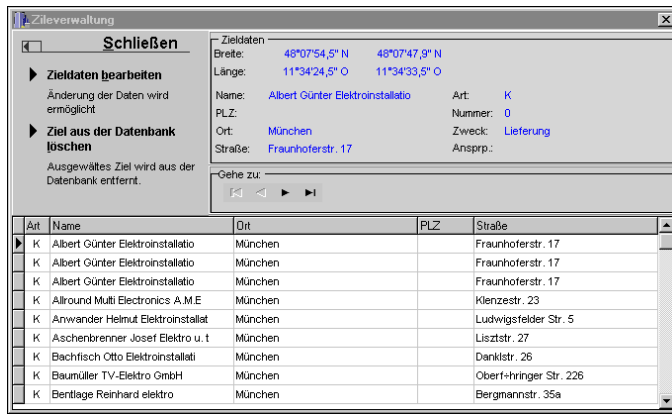 Zileverwaltung
Schließen
Zieldaten bearbeiten
Änderung der Daten wird
ermöglicht
Ziel aus der Datenbank
löschen
Ausgewältes Ziel wird aus der
Datenbank entfernt.
Zieldaten
Breite: 48°07'54,5" N 48°07'47,9" N
Länge: 11°34'24,5" O 11°34'33,5" O
Name: Albert Günter Elektroinstallatio Art: K
PLZ: Nummer: 0
Ort: München Zweck: Lieferung
Straße: Fraunhoferstr. 17 Ansprp.:
Gehe zu:
Art Name Ort PLZ Straße
K Albert Günter Elektroinstallatio München Fraunhoferstr. 17
K Albert Günter Elektroinstallatio München Fraunhoferstr. 17
K Albert Günter Elektroinstallatio München Fraunhoferstr. 17
K Allround Multi Electronics A.M.E München Klenzestr. 23
K Anwander Helmut Elektroinstallat München Ludwigsfelder Str. 5
K Aschenbrenner Josef Elektro u. t München Lisztstr. 27
K Bachfisch Otto Elektroinstallati München Danklstr. 26
K Baumüller TV-Elektro GmbH München Oberf÷hringer Str. 226
K Bentlage Reinhard elektro München Bergmannstr. 35a